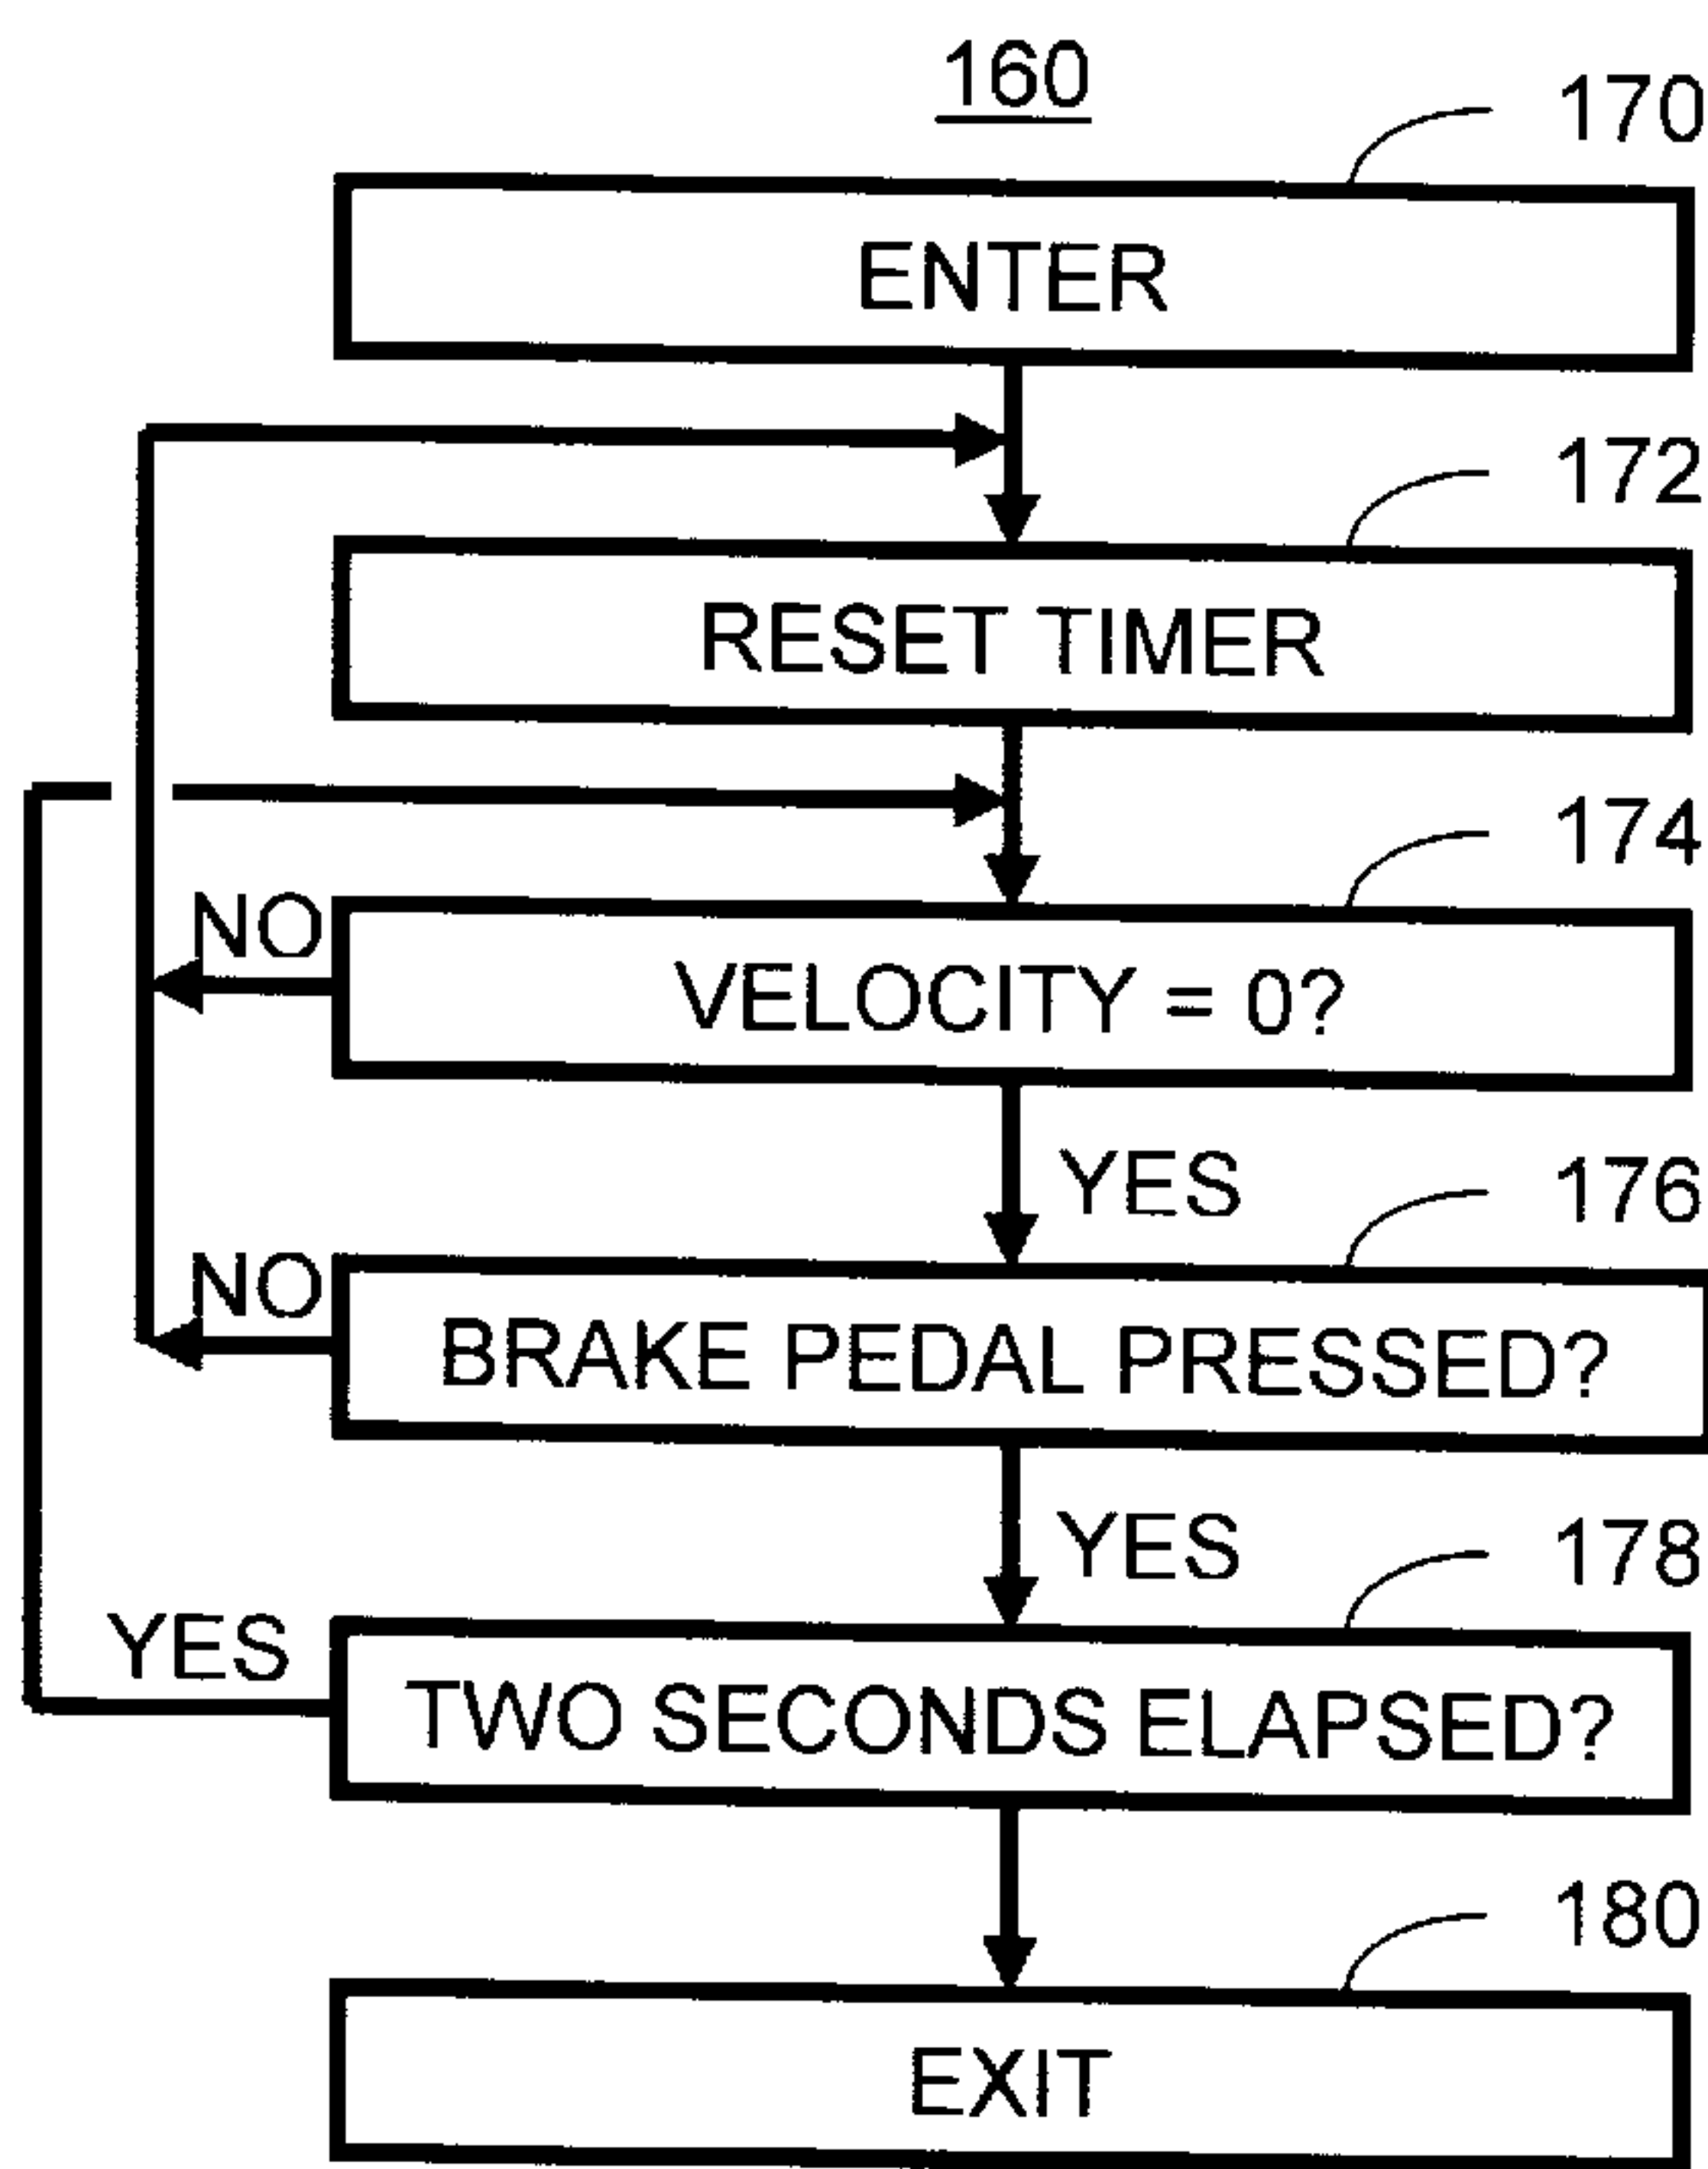 160
170
ENTER
172
RESET TIMER
174
NO
VELOCITY = 0?
YES
176
NO
BRAKE PEDAL PRESSED?
YES
178
YES
TWO SECONDS ELAPSED?
180
EXIT